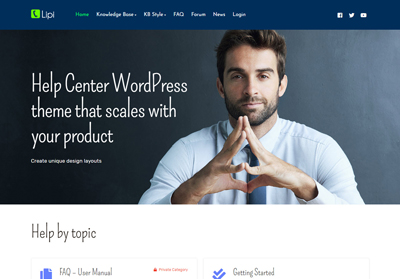 Lipi
Home Knowledge Base KB Style FAQ Forum News Login
Help Center WordPress
theme that scales with
your product
Create unique design layouts
Help by topic
FAQ – User Manual
Private Category
Getting Started